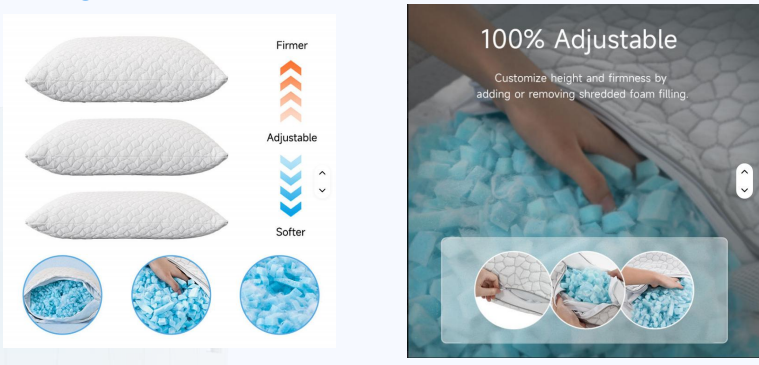 Firmer
Adjustable
Softer
100% Adjustable
Customize height and firmness by
adding or removing shredded foam filling.